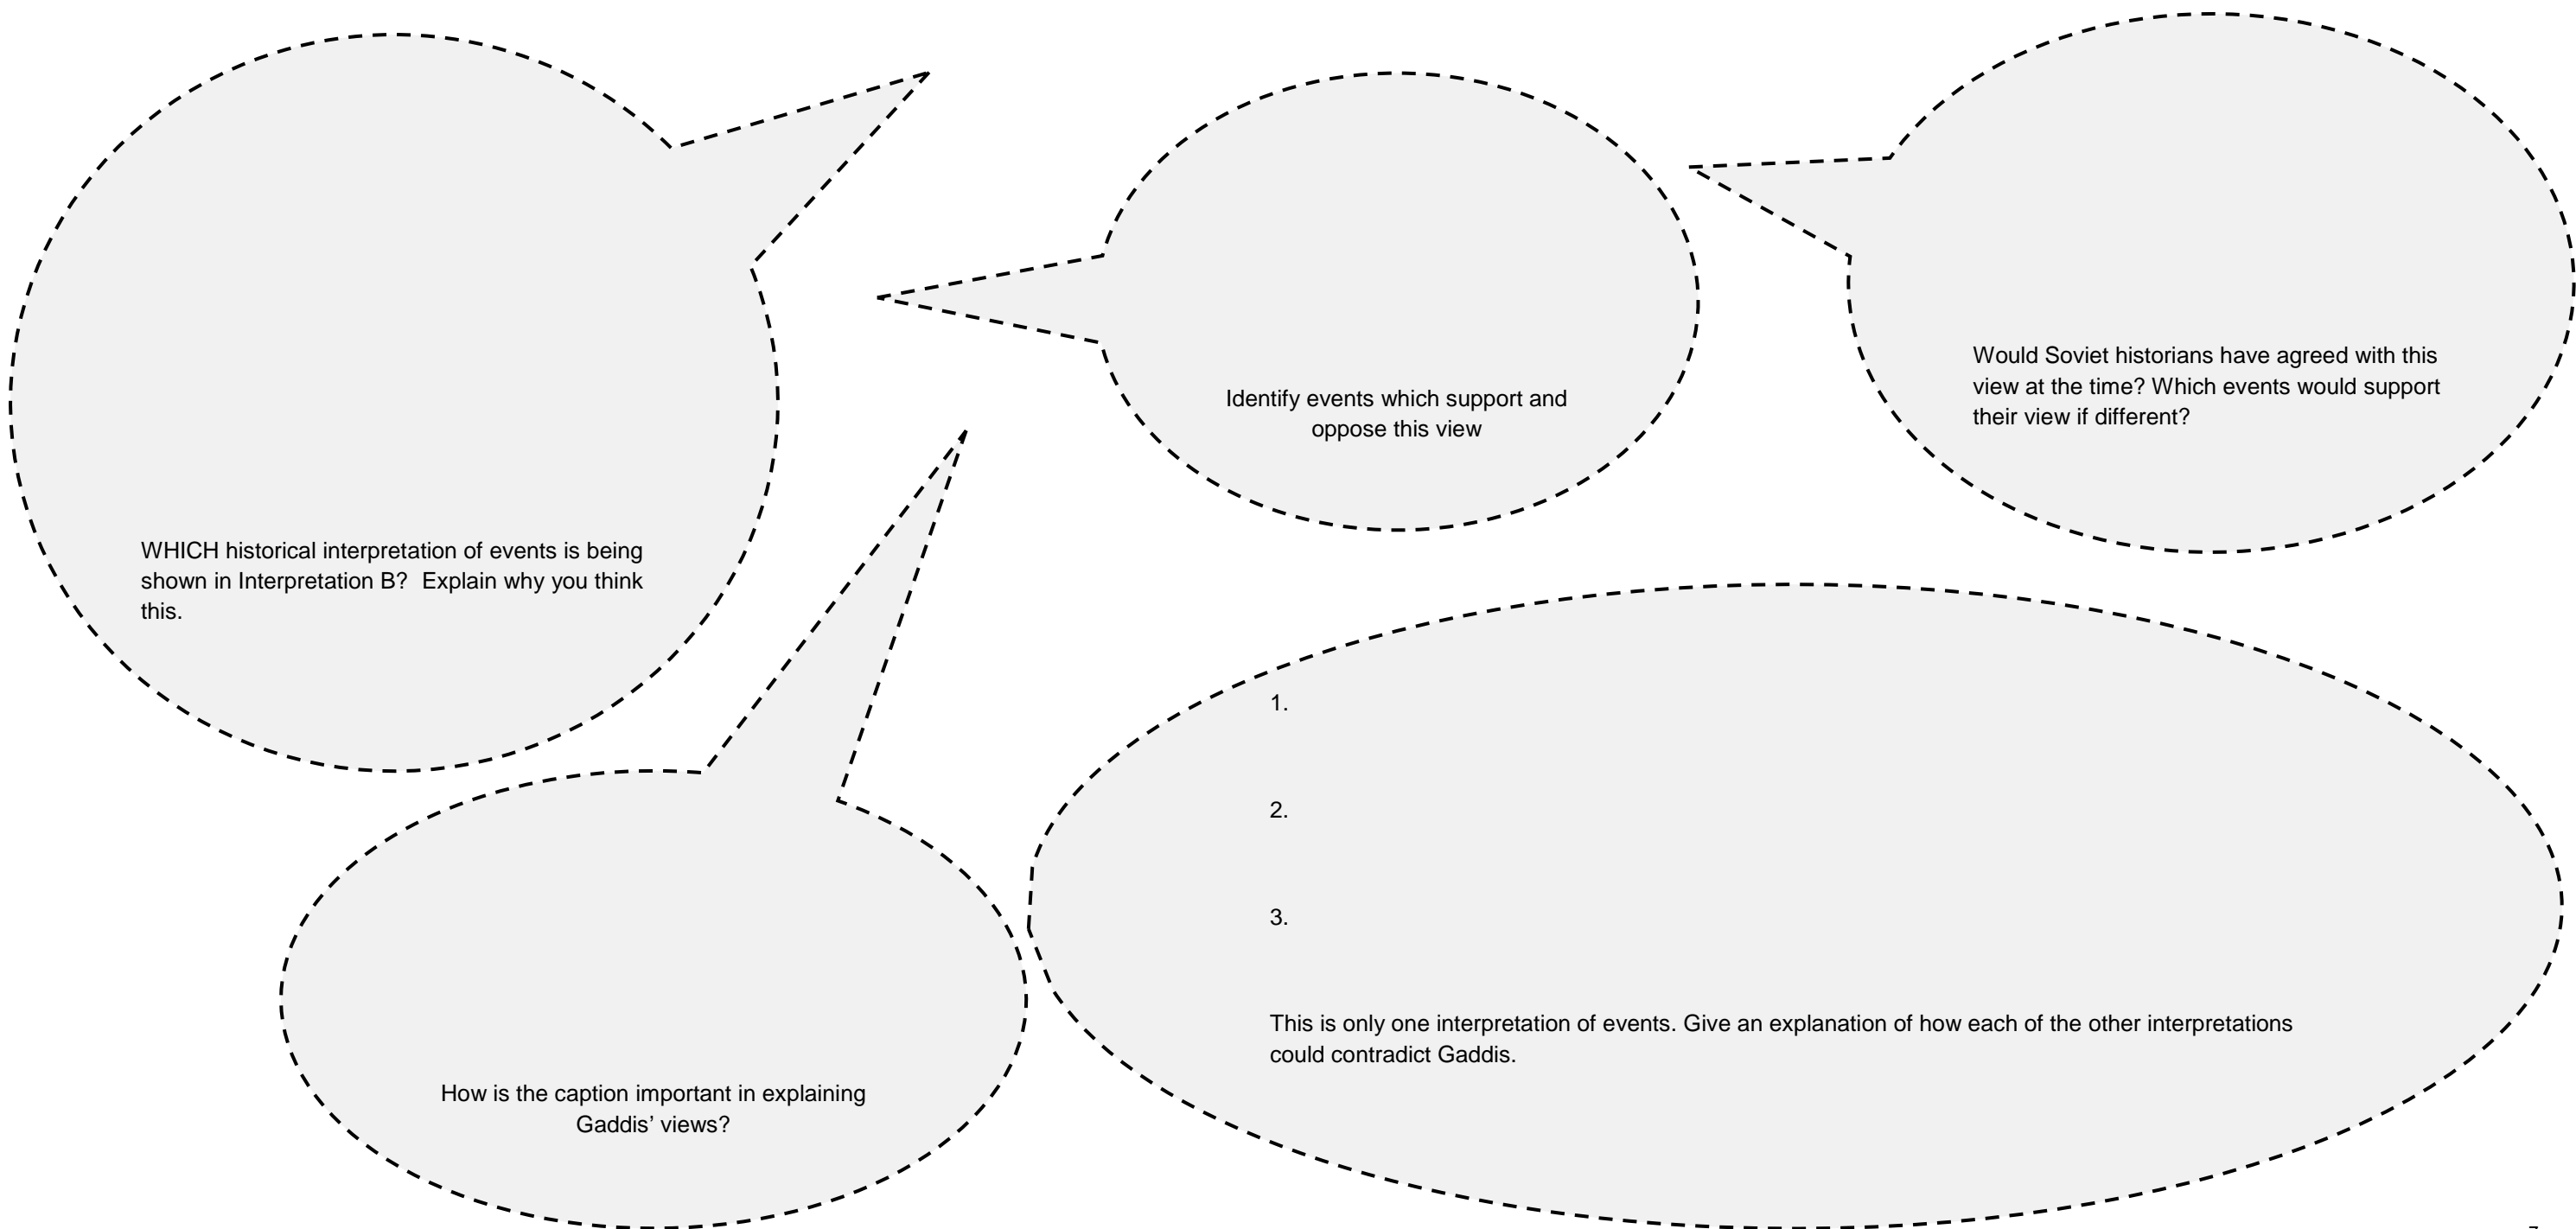 Would Soviet historians have agreed with this
view at the time? Which events would support
their view if different?
Identify events which support and
oppose this view
WHICH historical interpretation of events is being
shown in Interpretation B?  Explain why you think
this.
1.
2.
3.
This is only one interpretation of events. Give an explanation of how each of the other interpretations
could contradict Gaddis.
How is the caption important in explaining
Gaddis’ views?